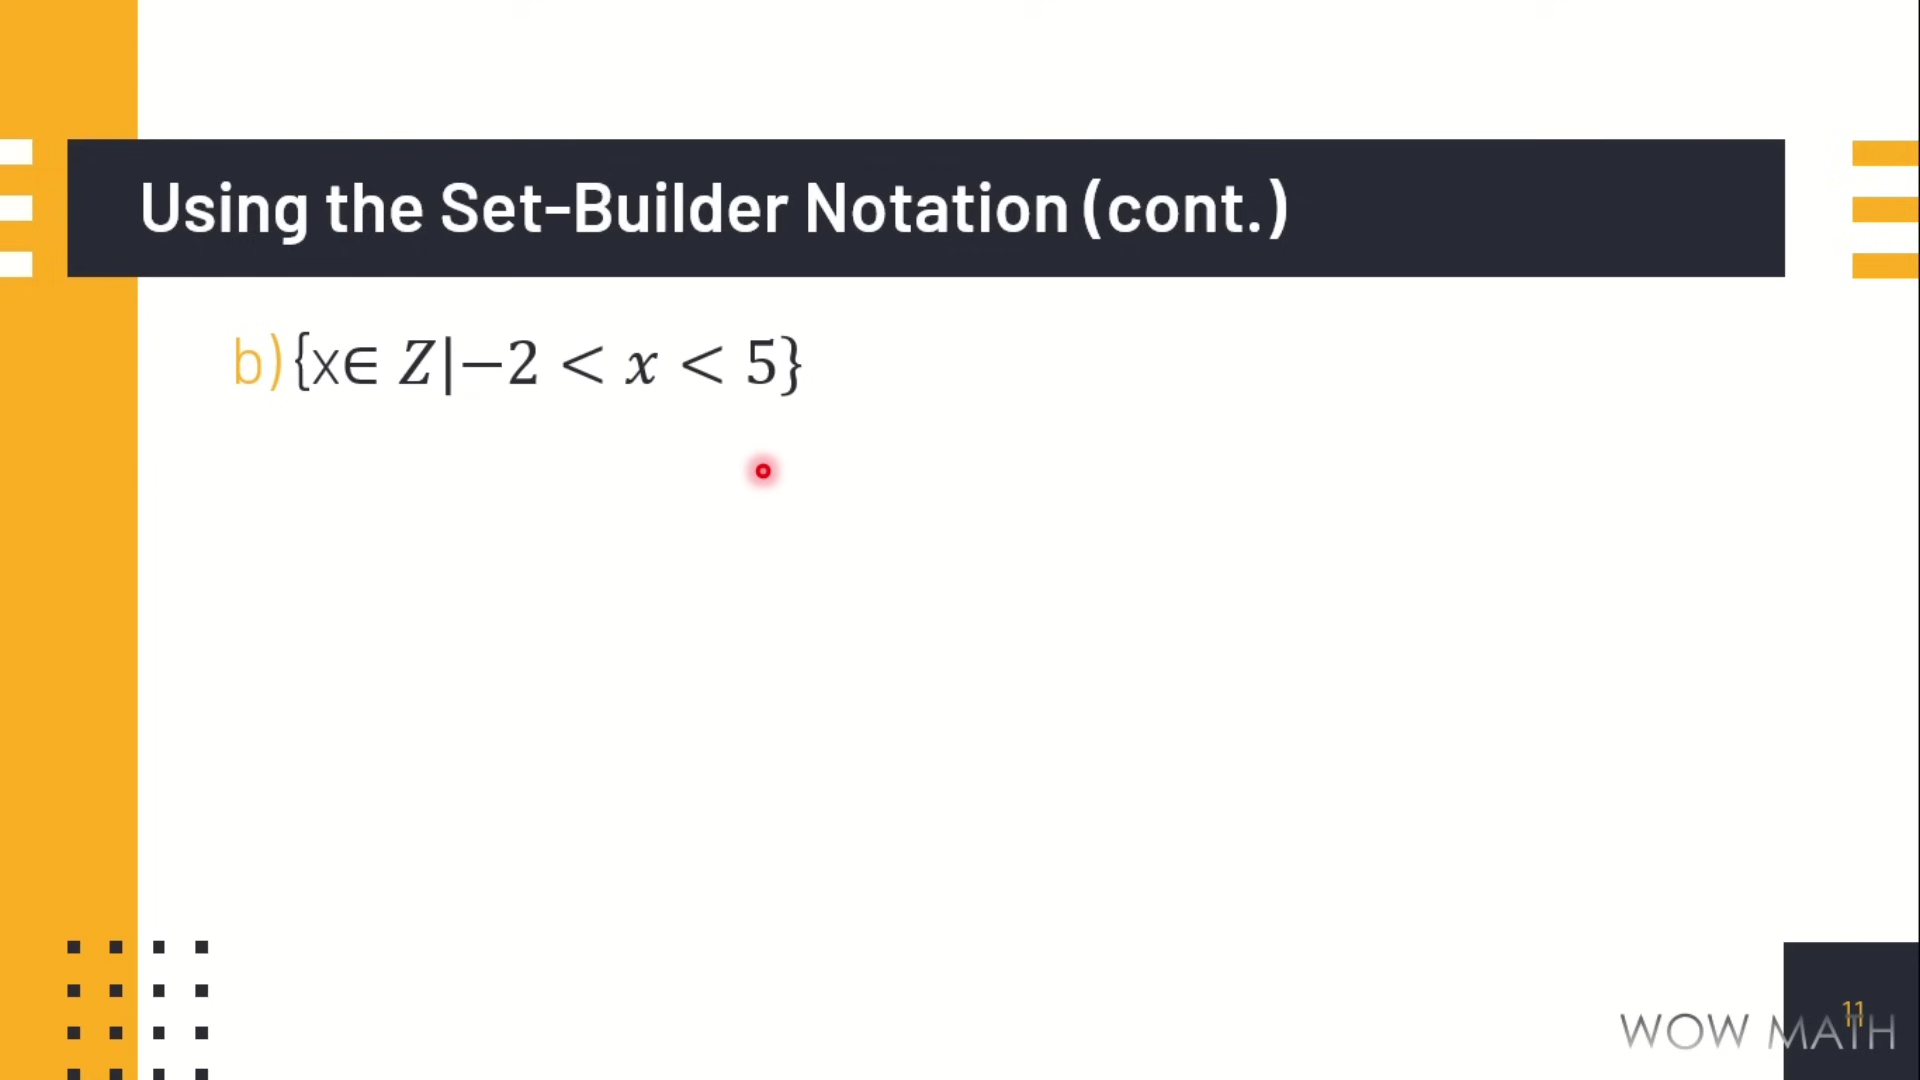 Using the Set-Builder Notation (cont.)
b) {x∈ Z|−2 < x < 5}
11
WOW MATH